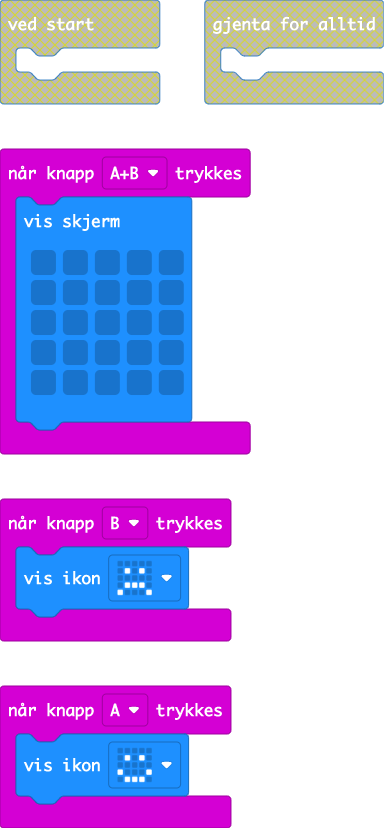 ved start
gjenta for alltid
når knapp A+B trykkes
vis skjerm
når knapp B trykkes
vis ikon
når knapp A trykkes
vis ikon